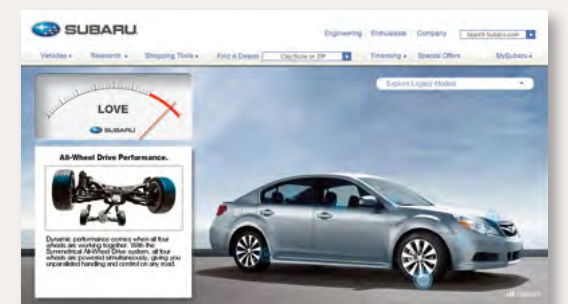 SUBARU
Engineering Enthusiasts Company Search Subaru.com
Vehicles Research Shopping Tools Find A Dealer City/State or ZIP Financing Special Offers MySubaru
Explore Legacy Models
LOVE
SUBARU
All-Wheel Drive Performance.
Dynamic performance comes when all four
wheels are working together. With the
Symmetrical All-Wheel Drive system, all four
wheels are powered simultaneously, giving you
unparalleled handling and control on any road.